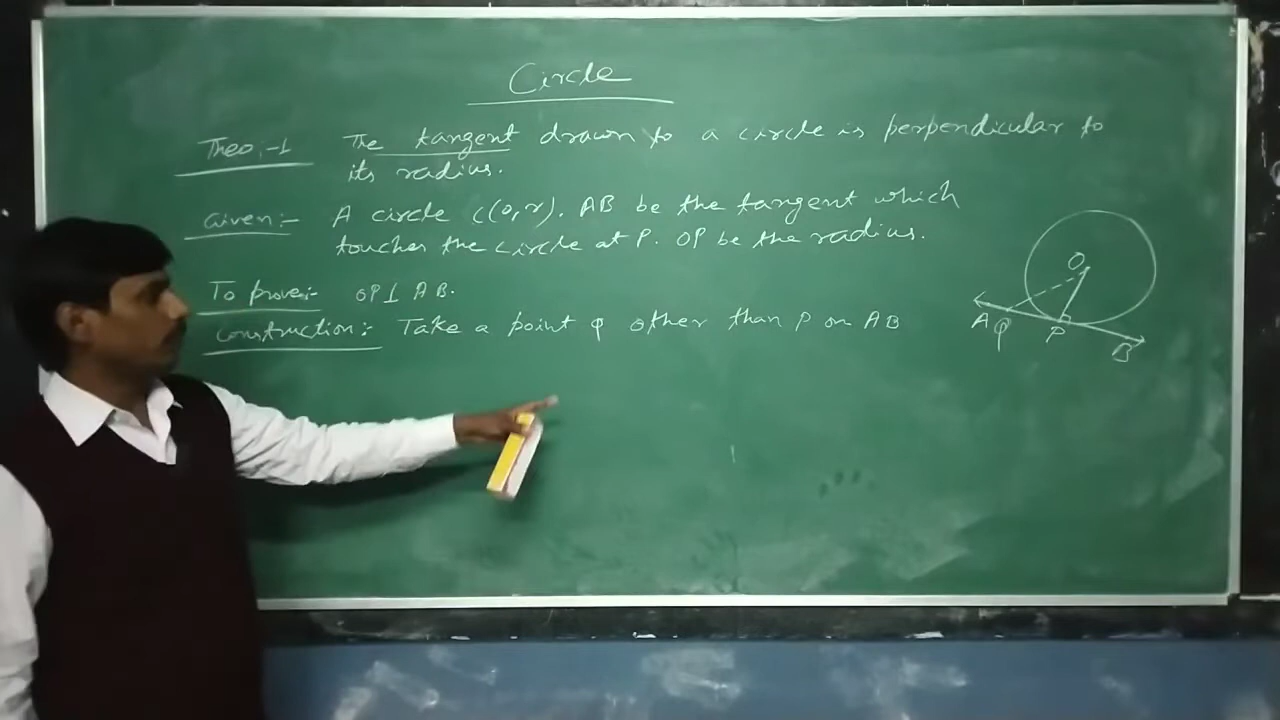 Circle
Theo:-1 The tangent drawn to a circle is perpendicular to
its radius.
Given:- A circle C(O,r). AB be the tangent which
touches the circle at P. OP be the radius.
To prove:- OP⊥AB.
Construction:- Take a point Q other than P on AB
O
A Q P B